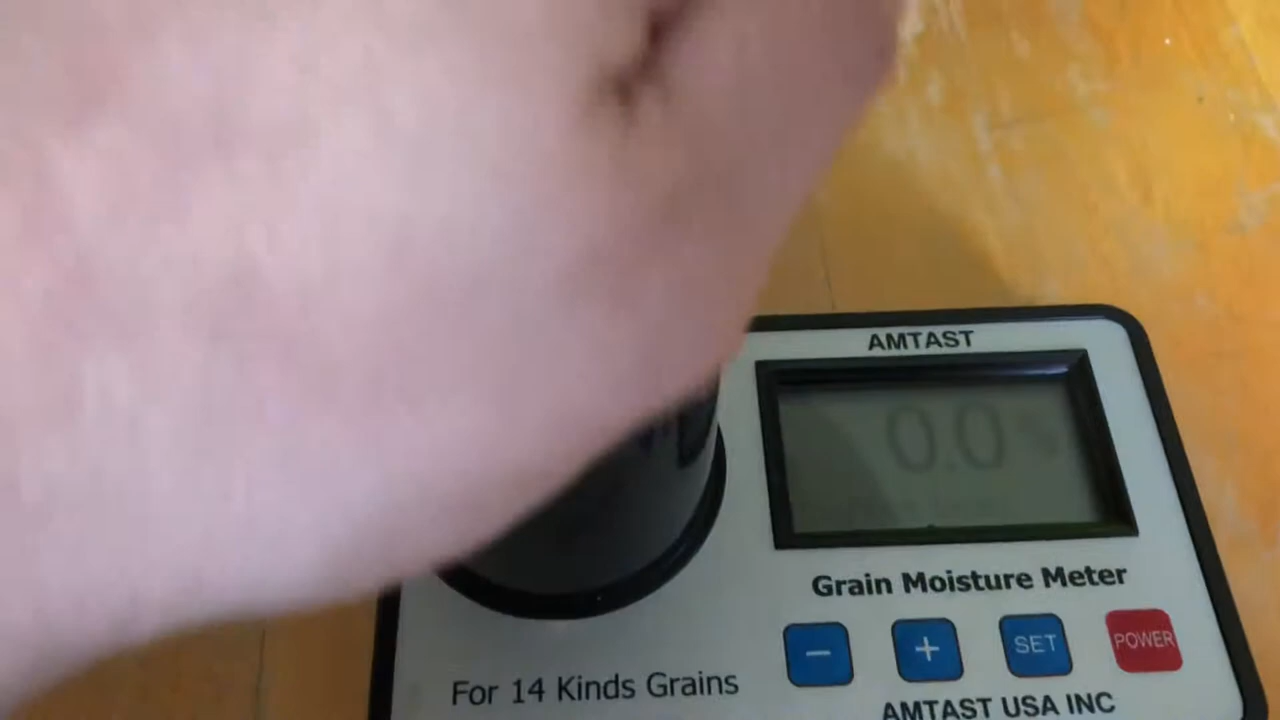 AMTAST
0.0
Grain Moisture Meter
− + SET POWER
For 14 Kinds Grains
AMTAST USA INC